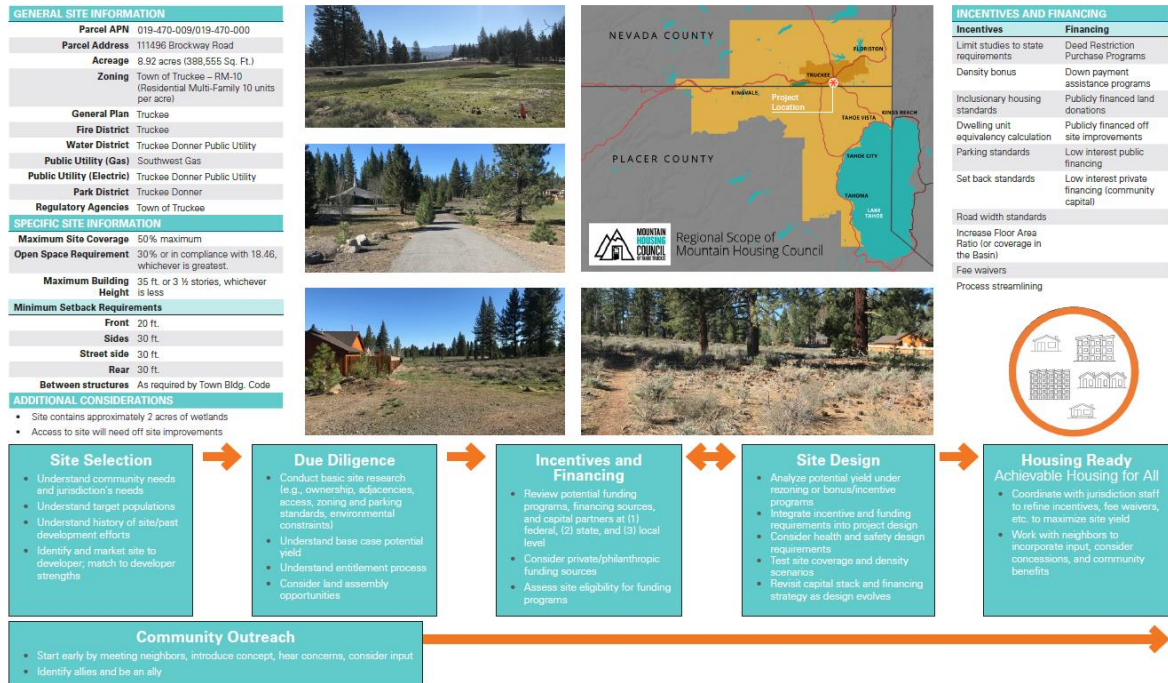 GENERAL SITE INFORMATION
Parcel APN 019-470-009/019-470-000
Parcel Address 111496 Brockway Road
Acreage 8.92 acres (388,555 Sq. Ft.)
Zoning Town of Truckee – RM-10
(Residential Multi-Family 10 units
per acre)
General Plan Truckee
Fire District Truckee
Water District Truckee Donner Public Utility
Public Utility (Gas) Southwest Gas
Public Utility (Electric) Truckee Donner Public Utility
Park District Truckee Donner
Regulatory Agencies Town of Truckee
SPECIFIC SITE INFORMATION
Maximum Site Coverage 50% maximum
Open Space Requirement 30% or in compliance with 18.46,
whichever is greatest.
Maximum Building 35 ft. or 3 ½ stories, whichever
Height is less
Minimum Setback Requirements
Front 20 ft.
Sides 30 ft.
Street side 30 ft.
Rear 30 ft.
Between structures As required by Town Bldg. Code
ADDITIONAL CONSIDERATIONS
• Site contains approximately 2 acres of wetlands
• Access to site will need off site improvements
NEVADA COUNTY
FLORISTON
TRUCKEE
KINGVALE
Project
Location
KINGS BEACH
TAHOE VISTA
PLACER COUNTY
TAHOE CITY
TAHOMA
LAKE
TAHOE
MOUNTAIN
HOUSING
COUNCIL
OF TAHOE TRUCKEE
Regional Scope of
Mountain Housing Council
INCENTIVES AND FINANCING
Incentives Financing
Limit studies to state Deed Restriction
requirements Purchase Programs
Density bonus Down payment
assistance programs
Inclusionary housing Publicly financed land
standards donations
Dwelling unit Publicly financed off
equivalency calculation site improvements
Parking standards Low interest public
financing
Set back standards Low interest private
financing (community
capital)
Road width standards
Increase Floor Area
Ratio (or coverage in
the Basin)
Fee waivers
Process streamlining
Site Selection
• Understand community needs
and jurisdiction's needs
• Understand target populations
• Understand history of site/past
development efforts
• Identify and market site to
developer; match to developer
strengths
Due Diligence
• Conduct basic site research
(e.g., ownership, adjacencies,
access, zoning and parking
standards, environmental
constraints)
• Understand base case potential
yield
• Understand entitlement process
• Consider land assembly
opportunities
Incentives and
Financing
• Review potential funding
programs, financing sources,
and capital partners at (1)
federal, (2) state, and (3) local
level
• Consider private/philanthropic
funding sources
• Assess site eligibility for funding
programs
Site Design
• Analyze potential yield under
rezoning or bonus/incentive
programs
• Integrate incentive and funding
requirements into project design
• Consider health and safety design
requirements
• Test site coverage and density
scenarios
• Revisit capital stack and financing
strategy as design evolves
Housing Ready
Achievable Housing for All
• Coordinate with jurisdiction staff
to refine incentives, fee waivers,
etc. to maximize site yield
• Work with neighbors to
incorporate input, consider
concessions, and community
benefits
Community Outreach
• Start early by meeting neighbors, introduce concept, hear concerns, consider input
• Identify allies and be an ally